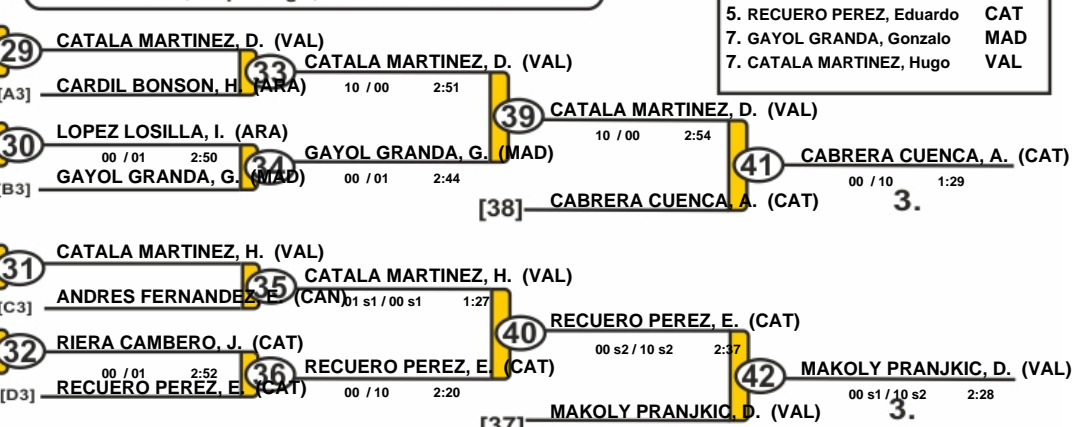 5. RECUERO PEREZ, Eduardo CAT
7. GAYOL GRANDA, Gonzalo MAD
7. CATALA MARTINEZ, Hugo VAL
29
CATALA MARTINEZ, D. (VAL)
33
CATALA MARTINEZ, D. (VAL)
[A3]
CARDIL BONSON, H. (ARA)
10 / 00 2:51
39
CATALA MARTINEZ, D. (VAL)
30
LOPEZ LOSILLA, I. (ARA)
10 / 00 2:54
00 / 01 2:50
34
GAYOL GRANDA, G. (MAD)
41
CABRERA CUENCA, A. (CAT)
[B3]
GAYOL GRANDA, G. (MAD)
00 / 01 2:44
00 / 10 1:29
[38]
CABRERA CUENCA, A. (CAT)
3.
31
CATALA MARTINEZ, H. (VAL)
35
CATALA MARTINEZ, H. (VAL)
[C3]
ANDRES FERNANDEZ, (CAN)
01 s1 / 00 s1 1:27
40
RECUERO PEREZ, E. (CAT)
32
RIERA CAMBERO, J. (CAT)
00 s2 / 10 s2 2:37
00 / 01 2:52
36
RECUERO PEREZ, E. (CAT)
42
MAKOLY PRANJKIC, D. (VAL)
[D3]
RECUERO PEREZ, E. (CAT)
00 / 10 2:20
00 s1 / 10 s2 2:28
3.
[37]
MAKOLY PRANJKIC, D. (VAL)